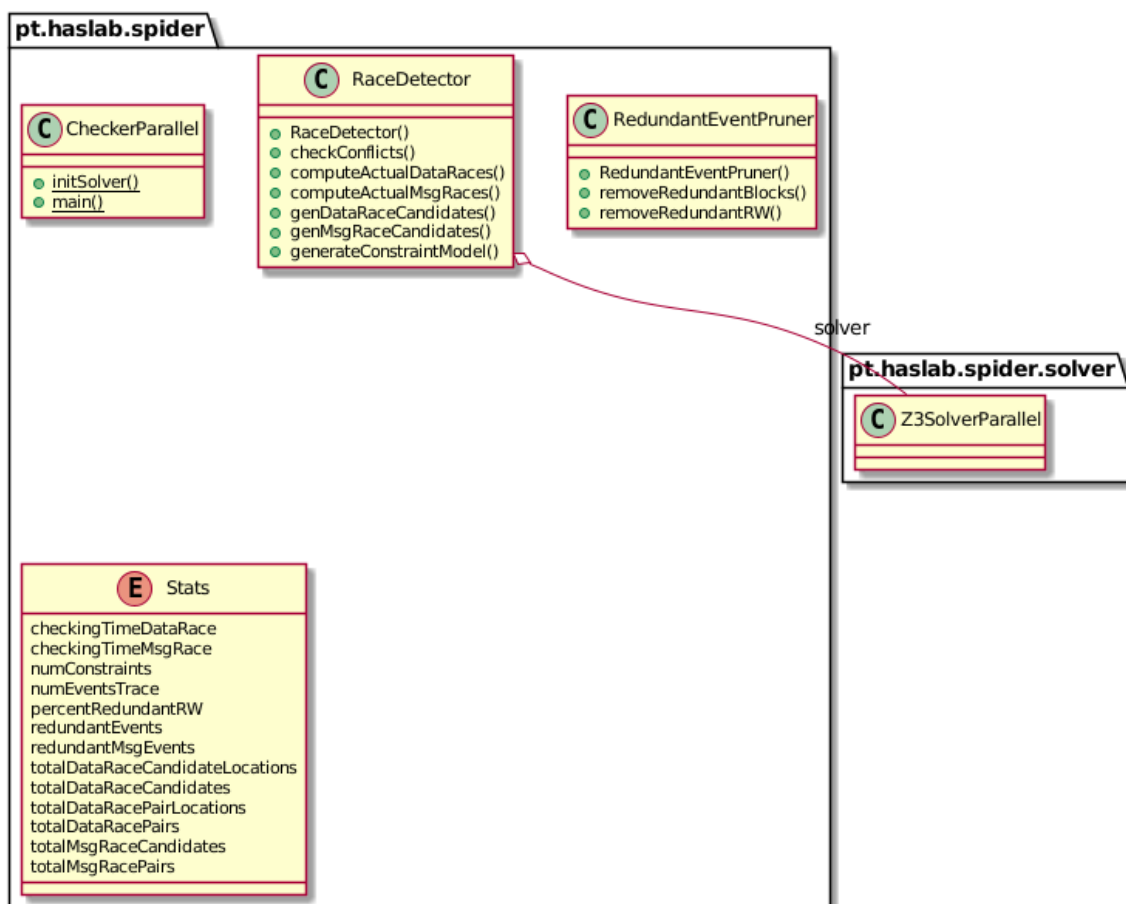 pt.haslab.spider
C CheckerParallel
initSolver()
main()
C RaceDetector
RaceDetector()
checkConflicts()
computeActualDataRaces()
computeActualMsgRaces()
genDataRaceCandidates()
genMsgRaceCandidates()
generateConstraintModel()
C RedundantEventPruner
RedundantEventPruner()
removeRedundantBlocks()
removeRedundantRW()
solver
pt.haslab.spider.solver
C Z3SolverParallel
E Stats
checkingTimeDataRace
checkingTimeMsgRace
numConstraints
numEventsTrace
percentRedundantRW
redundantEvents
redundantMsgEvents
totalDataRaceCandidateLocations
totalDataRaceCandidates
totalDataRacePairLocations
totalDataRacePairs
totalMsgRaceCandidates
totalMsgRacePairs